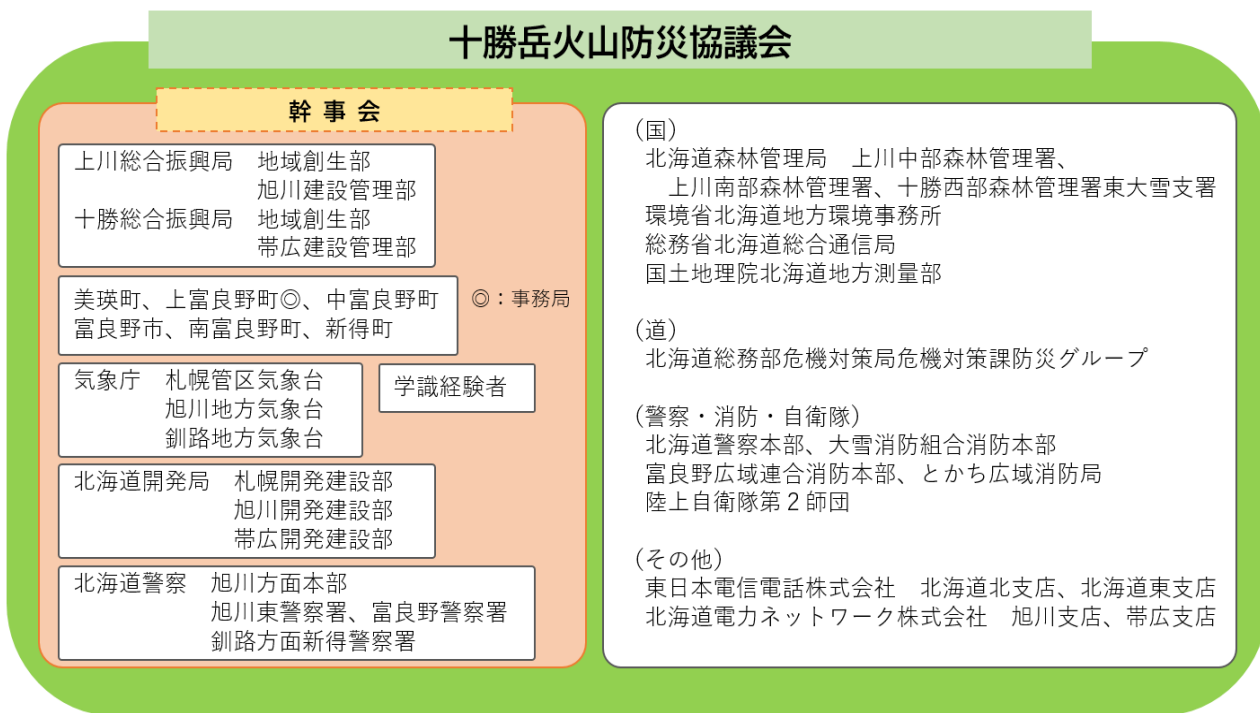 十勝岳火山防災協議会
幹事会
上川総合振興局　地域創生部
旭川建設管理部
十勝総合振興局　地域創生部
帯広建設管理部
美瑛町、上富良野町◎、中富良野町
富良野市、南富良野町、新得町
◎：事務局
気象庁　札幌管区気象台
旭川地方気象台
釧路地方気象台
学識経験者
北海道開発局　札幌開発建設部
旭川開発建設部
帯広開発建設部
北海道警察　旭川方面本部
旭川東警察署、富良野警察署
釧路方面新得警察署
（国）
北海道森林管理局　上川中部森林管理署、
上川南部森林管理署、十勝西部森林管理署東大雪支署
環境省北海道地方環境事務所
総務省北海道総合通信局
国土地理院北海道地方測量部
（道）
北海道総務部危機対策局危機対策課防災グループ
（警察・消防・自衛隊）
北海道警察本部、大雪消防組合消防本部
富良野広域連合消防本部、とかち広域消防局
陸上自衛隊第２師団
（その他）
東日本電信電話株式会社　北海道北支店、北海道東支店
北海道電力ネットワーク株式会社　旭川支店、帯広支店